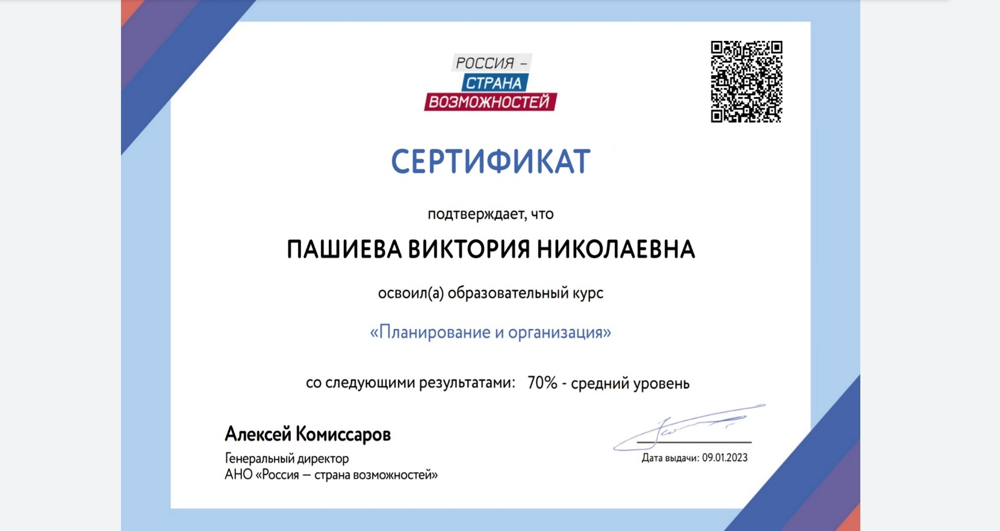 РОССИЯ –
СТРАНА
ВОЗМОЖНОСТЕЙ
СЕРТИФИКАТ
подтверждает, что
ПАШИЕВА ВИКТОРИЯ НИКОЛАЕВНА
освоил(а) образовательный курс
«Планирование и организация»
со следующими результатами: 70% - средний уровень
Алексей Комиссаров
Генеральный директор
АНО «Россия — страна возможностей»
Дата выдачи: 09.01.2023